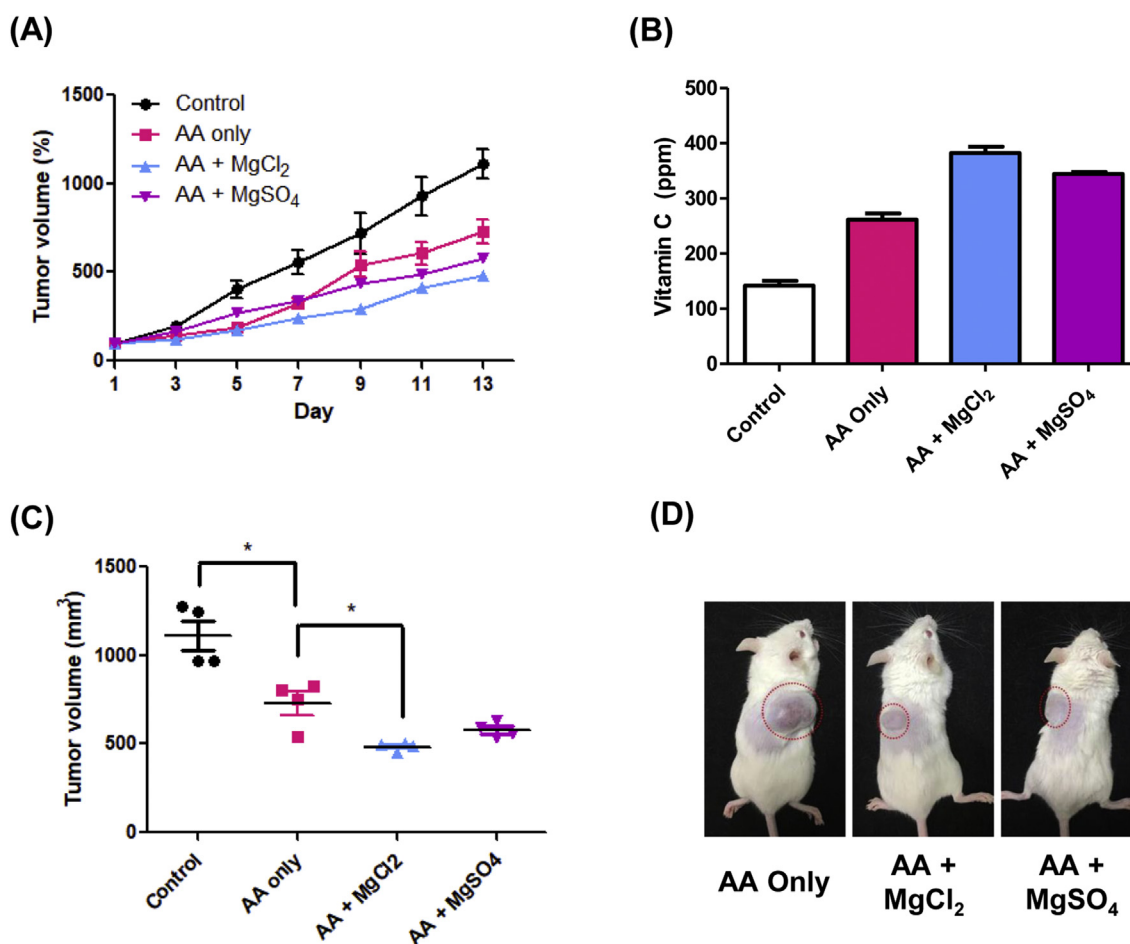 (A)
Tumor volume (%)
1500
1000
500
0
Control
AA only
AA + MgCl₂
AA + MgSO₄
1 3 5 7 9 11 13
Day
(B)
Vitamin C (ppm)
500
400
300
200
100
0
Control
AA Only
AA + MgCl₂
AA + MgSO₄
(C)
Tumor volume (mm³)
1500
1000
500
0
*
*
Control
AA only
AA + MgCl2
AA + MgSO4
(D)
AA Only
AA +
MgCl₂
AA +
MgSO₄